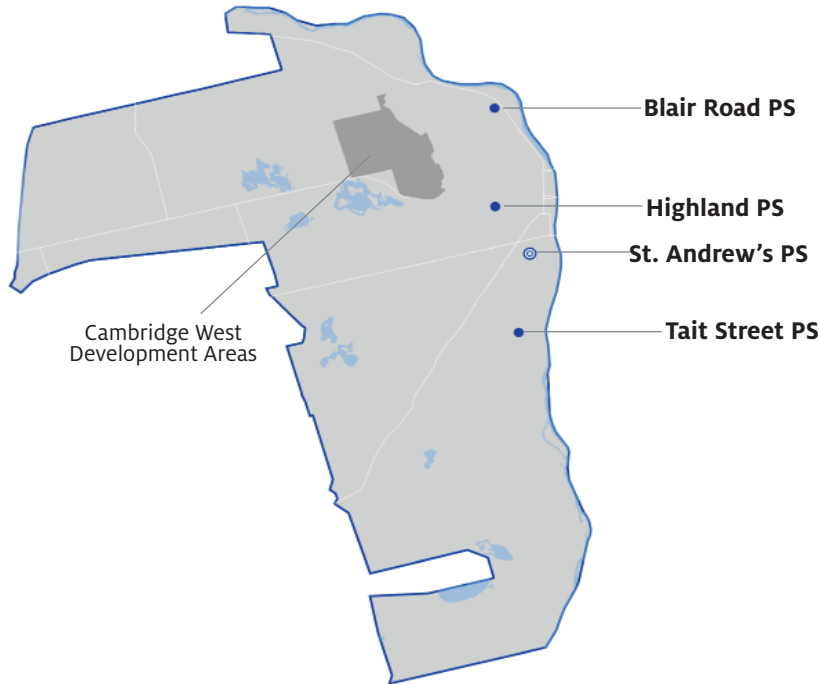 Blair Road PS
Highland PS
St. Andrew’s PS
Tait Street PS
Cambridge West
Development Areas